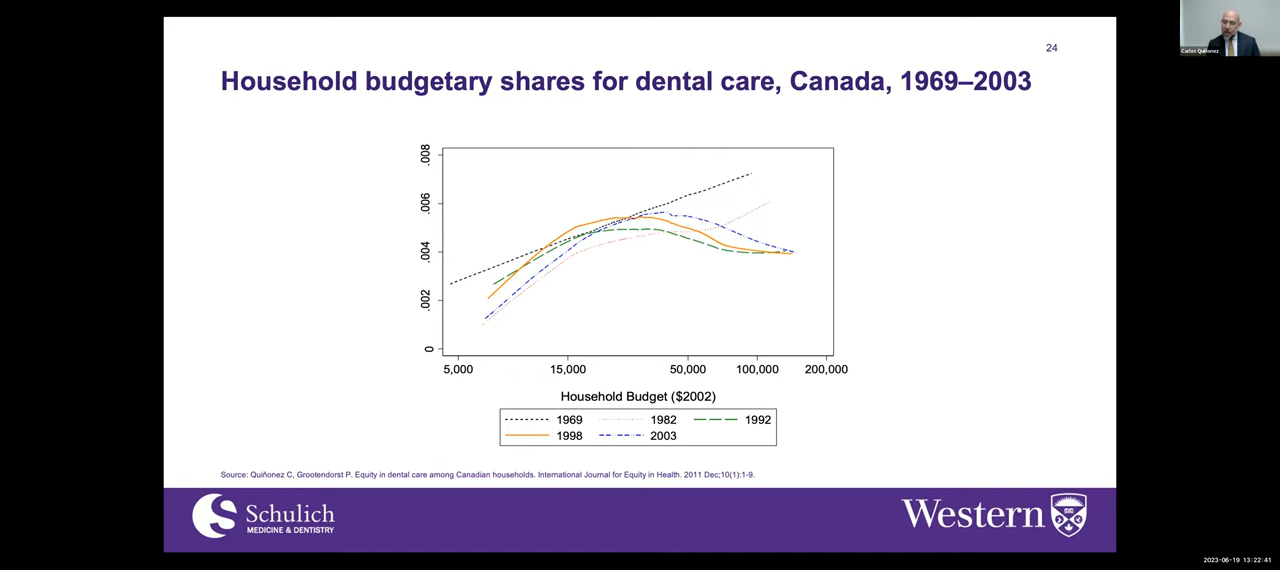 Carlos Quiñonez
24
Household budgetary shares for dental care, Canada, 1969–2003
.008
.006
.004
.002
0
5,000 15,000 50,000 100,000 200,000
Household Budget ($2002)
1969 1982 1992
1998 2003
Source: Quiñonez C, Grootendorst P. Equity in dental care among Canadian households. International Journal for Equity in Health. 2011 Dec;10(1):1-9.
Schulich
MEDICINE & DENTISTRY
Western
2023-06-19 13:22:41